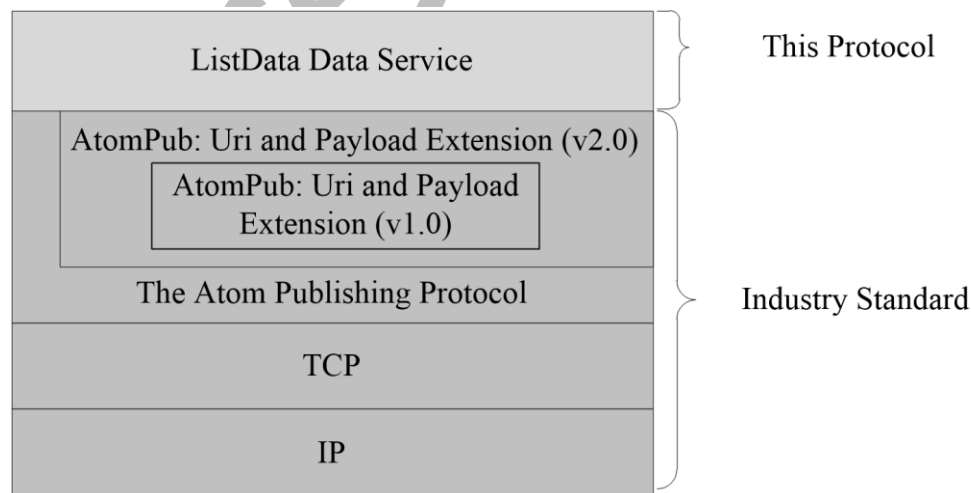 ListData Data Service
This Protocol
AtomPub: Uri and Payload Extension (v2.0)
AtomPub: Uri and Payload
Extension (v1.0)
The Atom Publishing Protocol
Industry Standard
TCP
IP